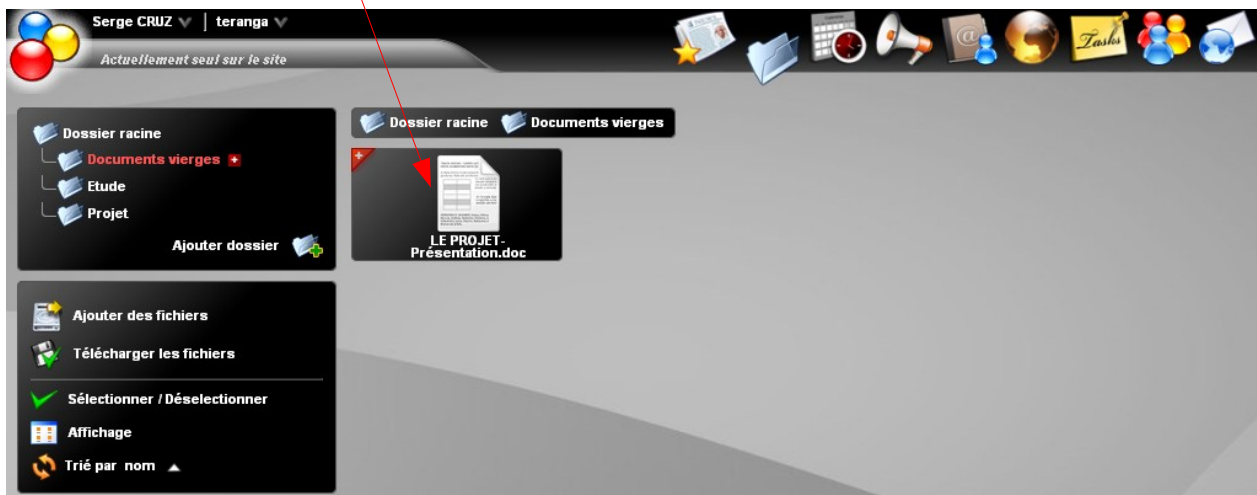 Serge CRUZ | teranga
Actuellement seul sur le site
Tasks
Dossier racine
Documents vierges
Etude
Projet
Ajouter dossier
Dossier racine Documents vierges
LE PROJET-
Présentation.doc
Ajouter des fichiers
Télécharger les fichiers
Sélectionner / Déselectionner
Affichage
Trié par nom